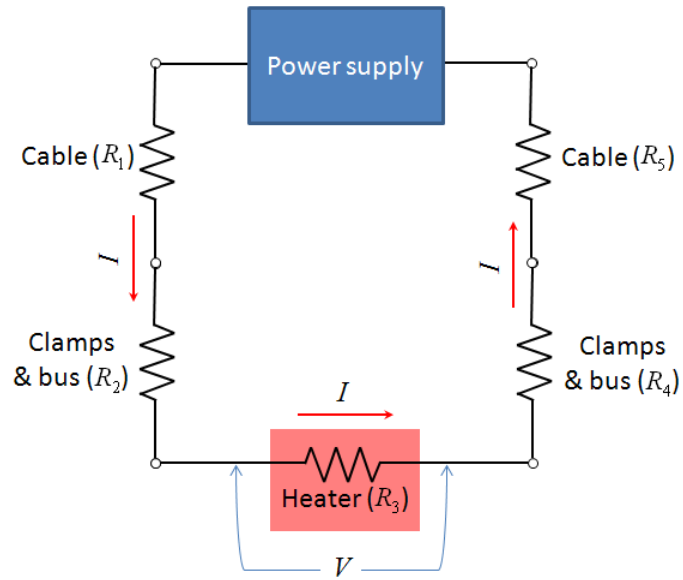 Power supply
Cable (R₁)
Cable (R₅)
I
I
Clamps
& bus (R₂)
Clamps
& bus (R₄)
I
Heater (R₃)
V